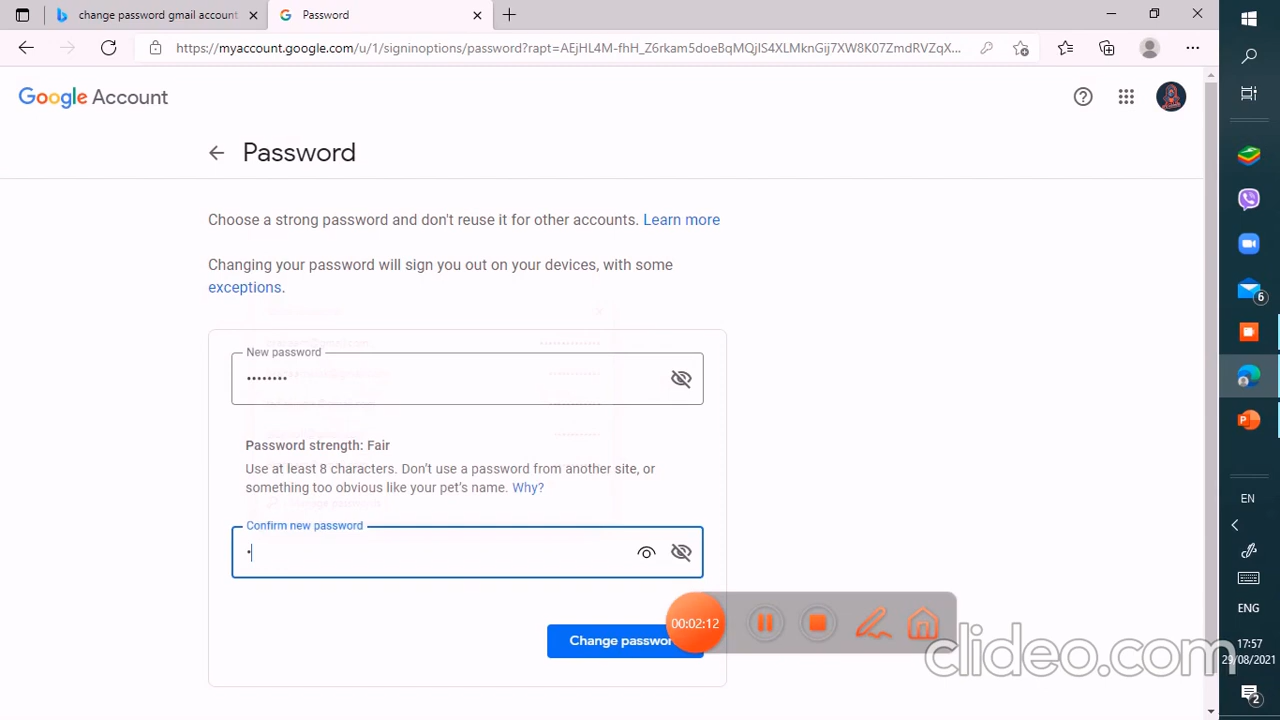 change password gmail account
Password
https://myaccount.google.com/u/1/signinoptions/password?rapt=AEjHL4M-fhH_Z6rkam5doeBqMQjIS4XLMknGij7XW8K07ZmdRVZqX...
Google Account
Password
Choose a strong password and don't reuse it for other accounts. Learn more
Changing your password will sign you out on your devices, with some
exceptions.
New password
••••••••
Password strength: Fair
Use at least 8 characters. Don't use a password from another site, or
something too obvious like your pet's name. Why?
Confirm new password
•
Change passwor
00:02:12
clideo.com
6
EN
ENG
17:57
29/08/2021
2